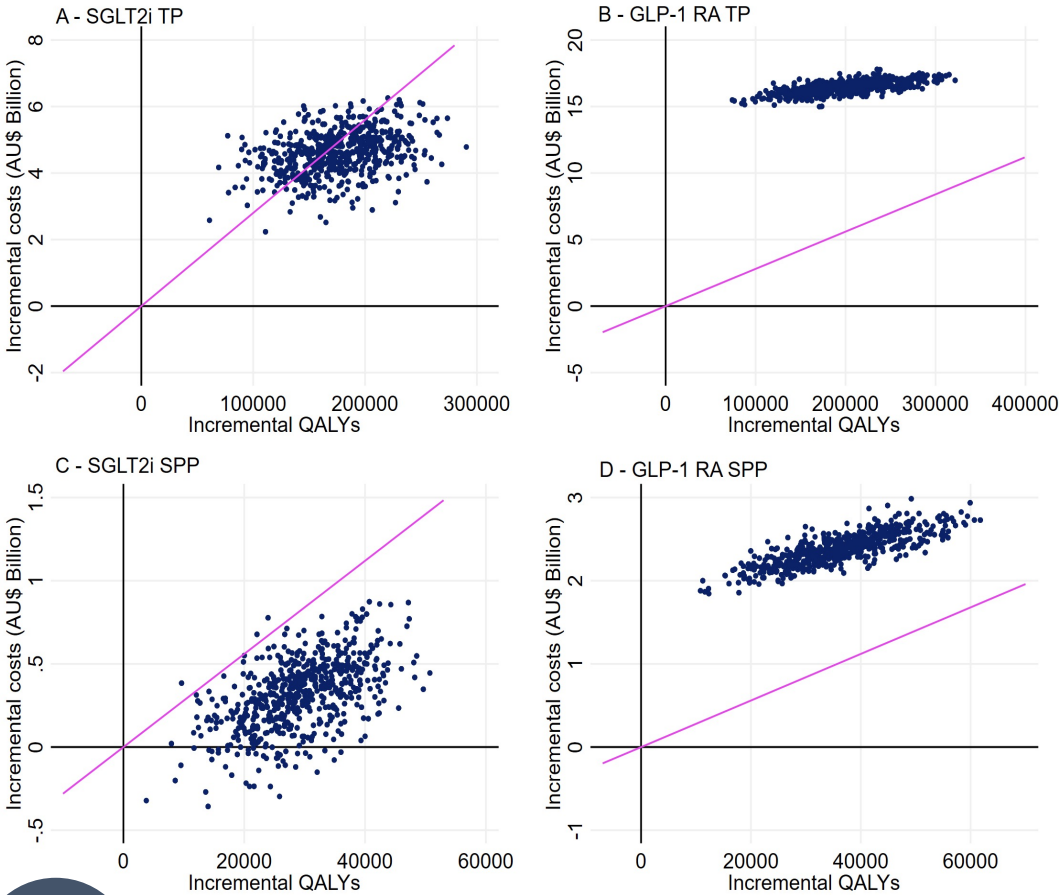 A - SGLT2i TP
Incremental costs (AU$ Billion)
8
6
4
2
0
-2
0 100000 200000 300000
Incremental QALYs
B - GLP-1 RA TP
Incremental costs (AU$ Billion)
20
15
10
5
0
-5
0 100000 200000 300000 400000
Incremental QALYs
C - SGLT2i SPP
Incremental costs (AU$ Billion)
1.5
1
.5
0
-.5
0 20000 40000 60000
Incremental QALYs
D - GLP-1 RA SPP
Incremental costs (AU$ Billion)
3
2
1
0
-1
0 20000 40000 60000
Incremental QALYs